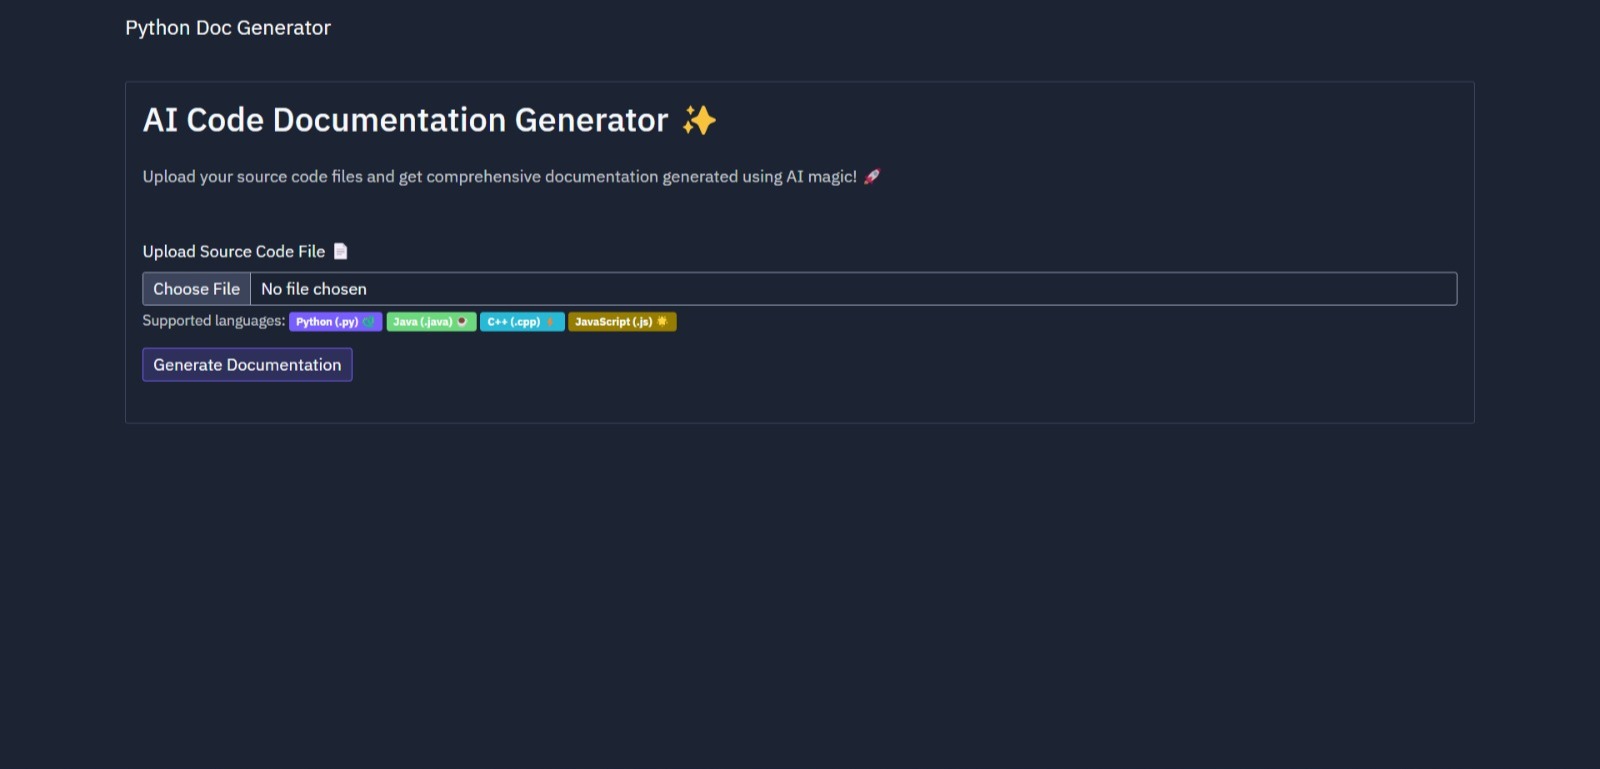 Python Doc Generator
AI Code Documentation Generator ✨
Upload your source code files and get comprehensive documentation generated using AI magic! 🚀
Upload Source Code File 📄
Choose File No file chosen
Supported languages: Python (.py) 🐍 Java (.java) ☕ C++ (.cpp) ⚡ JavaScript (.js) 🌟
Generate Documentation